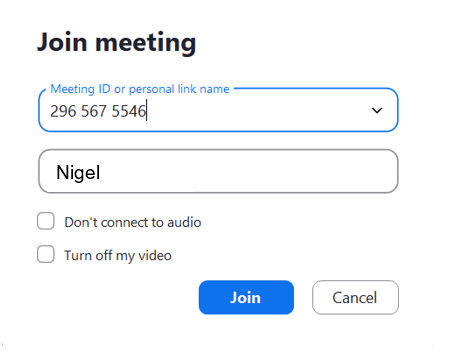 Join meeting
Meeting ID or personal link name
296 567 5546
Nigel
Don't connect to audio
Turn off my video
Join Cancel